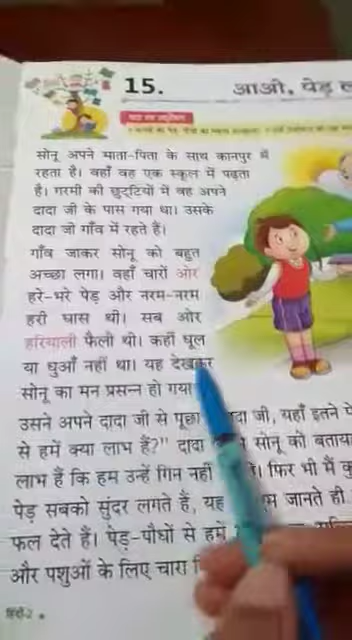 15. आओ, पेड़
सोनू अपने माता-पिता के साथ कानपुर में
रहता है। वहाँ वह एक स्कूल में पढ़ता
है। गरमी की छुट्टियों में वह अपने
दादा जी के पास गया था। उसके
दादा जी गाँव में रहते हैं।
गाँव जाकर सोनू को बहुत
अच्छा लगा। वहाँ चारों ओर
हरे-भरे पेड़ और नरम-नरम
हरी घास थी। सब ओर
हरियाली फैली थी। कहीं धूल
या धुआँ नहीं था। यह देखकर
सोनू का मन प्रसन्न हो गया
उसने अपने दादा जी से पूछा जी, यहाँ इतने
से हमें क्या लाभ हैं?" दादा सोनू को
लाभ हैं कि हम उन्हें गिन नहीं फिर भी मैं
पेड़ सबको सुंदर लगते हैं, यह जानते ही
फल देते हैं। पेड़-पौधों से हमें
और पशुओं के लिए चारा
हिंदी-2